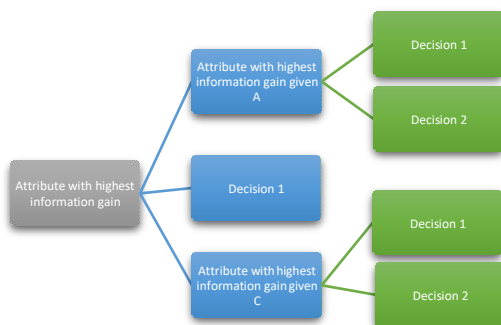 Attribute with highest
information gain
Attribute with highest
information gain given
A
Decision 1
Decision 2
Decision 1
Attribute with highest
information gain given
C
Decision 1
Decision 2